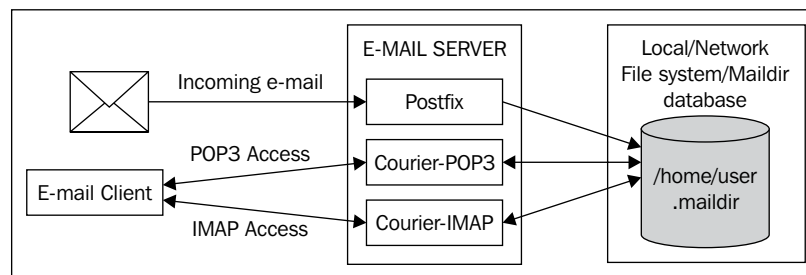 E-MAIL SERVER
Local/Network
File system/Maildir
database
Incoming e-mail
Postfix
POP3 Access
Courier-POP3
E-mail Client
/home/user
.maildir
IMAP Access
Courier-IMAP